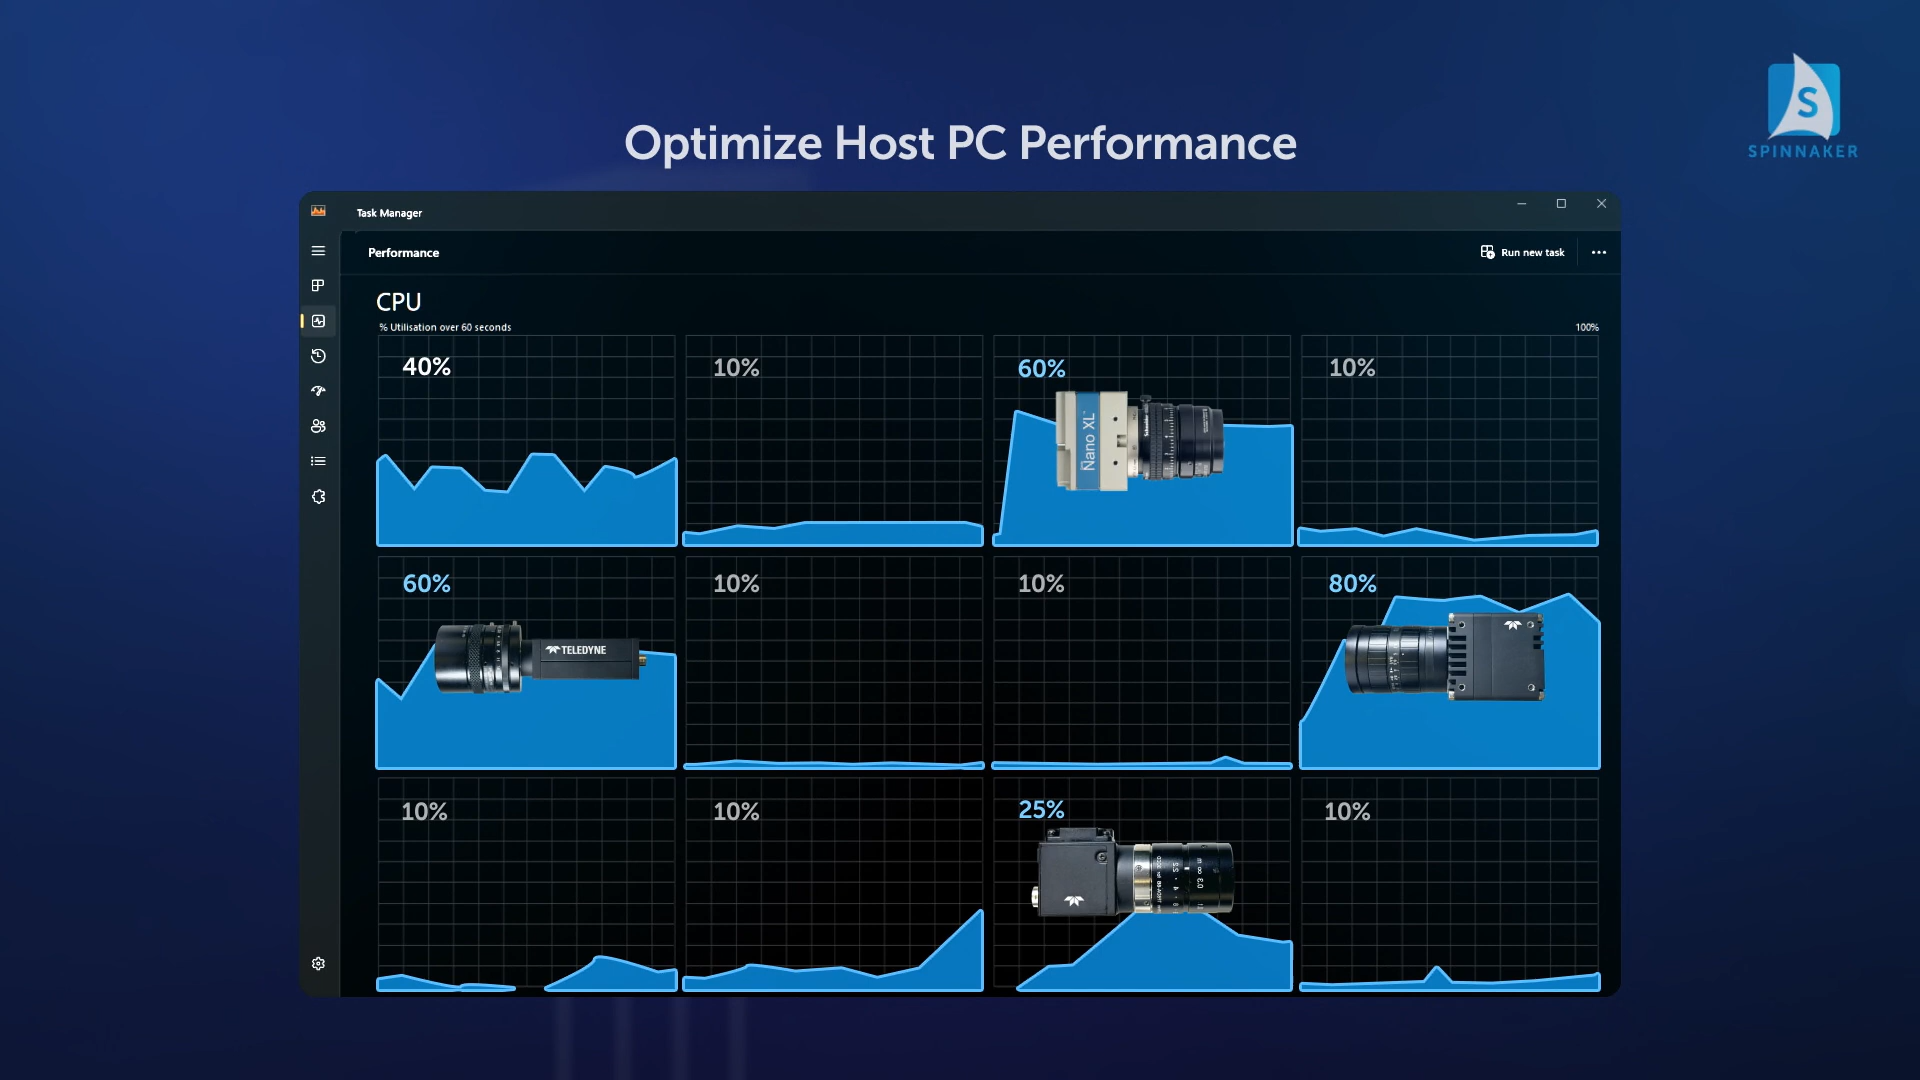 Optimize Host PC Performance
S
SPINNAKER
Task Manager
Performance
Run new task
CPU
% Utilisation over 60 seconds
100%
40%
10%
60%
10%
Nano XL
60%
10%
10%
80%
TELEDYNE
10%
10%
25%
10%